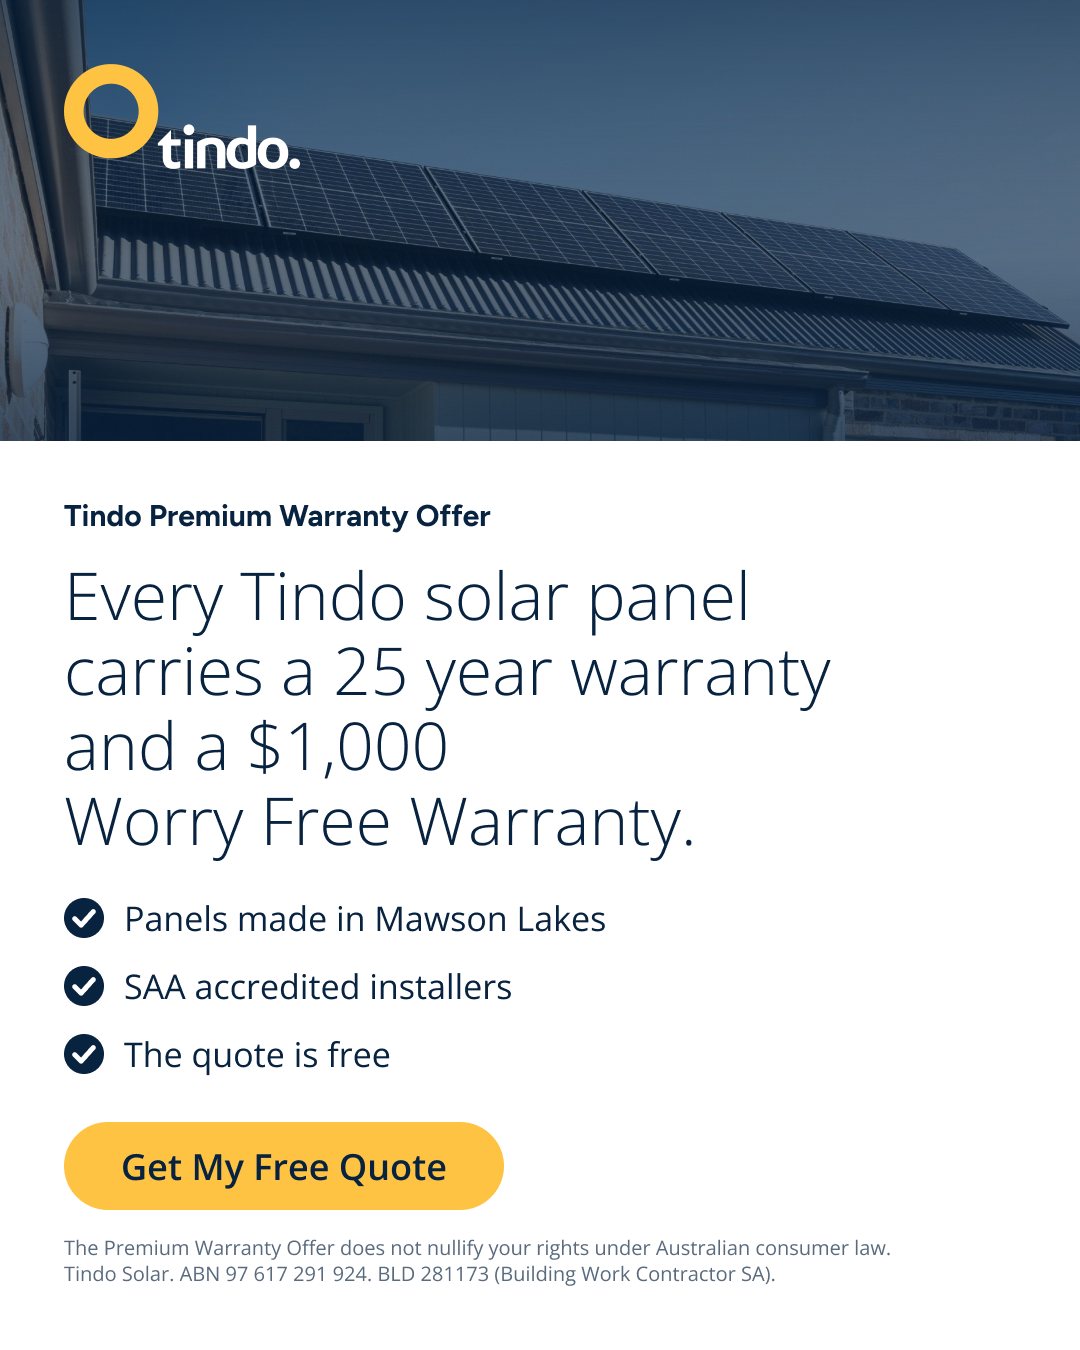 tindo.
Tindo Premium Warranty Offer
Every Tindo solar panel
carries a 25 year warranty
and a $1,000
Worry Free Warranty.
Panels made in Mawson Lakes
SAA accredited installers
The quote is free
Get My Free Quote
The Premium Warranty Offer does not nullify your rights under Australian consumer law.
Tindo Solar. ABN 97 617 291 924. BLD 281173 (Building Work Contractor SA).